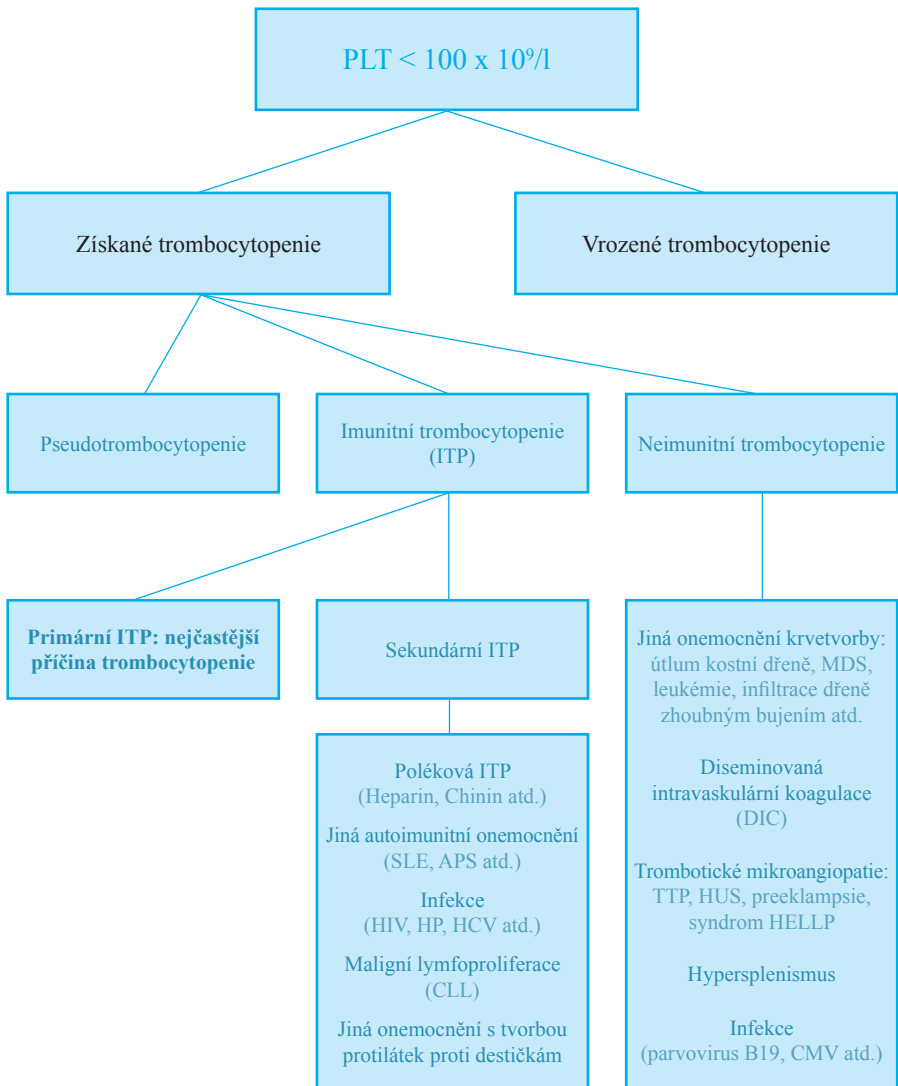 PLT < 100 x 10⁹/l
Získané trombocytopenie
Vrozené trombocytopenie
Pseudotrombocytopenie
Imunitní trombocytopenie
(ITP)
Neimunitní trombocytopenie
Primární ITP: nejčastější
příčina trombocytopenie
Sekundární ITP
Poléková ITP
(Heparin, Chinin atd.)
Jiná autoimunitní onemocnění
(SLE, APS atd.)
Infekce
(HIV, HP, HCV atd.)
Maligní lymfoproliferace
(CLL)
Jiná onemocnění s tvorbou
protilátek proti destičkám
Jiná onemocnění krvetvorby:
útlum kostní dřeně, MDS,
leukémie, infiltrace dřeně
zhoubným bujením atd.
Diseminovaná
intravaskulární koagulace
(DIC)
Trombotické mikroangiopatie:
TTP, HUS, preeklampsie,
syndrom HELLP
Hypersplenismus
Infekce
(parvovirus B19, CMV atd.)